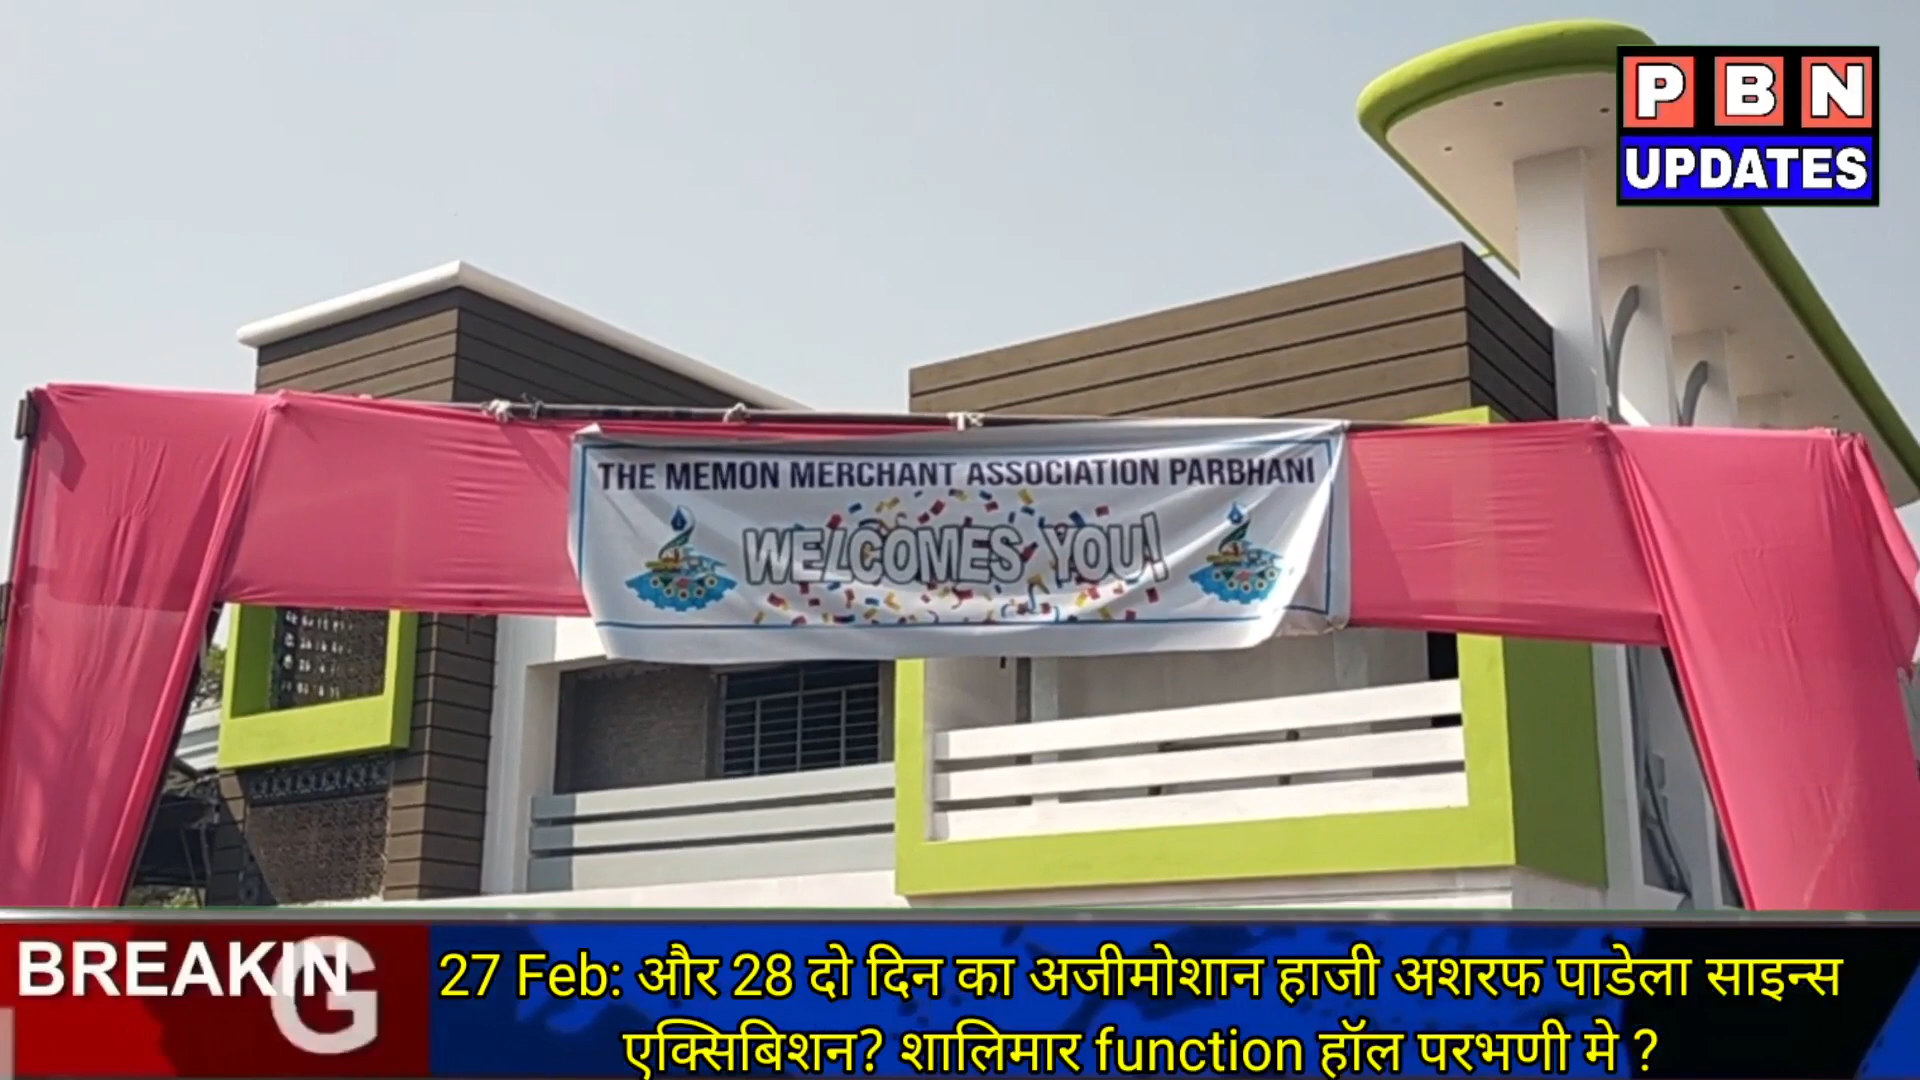 P B N
UPDATES
THE MEMON MERCHANT ASSOCIATION PARBHANI
WELCOMES YOU!
BREAKING
27 Feb: और 28 दो दिन का अजीमोशान हाजी अशरफ पाडेला साइन्स
एक्सिबिशन? शालिमार function हॉल परभणी मे ?